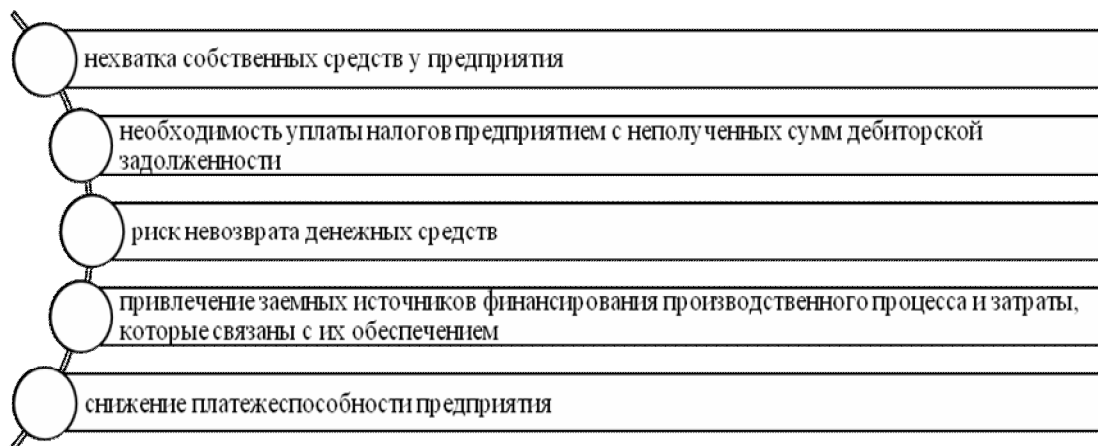 нехватка собственных средств у предприятия
необходимость уплаты налогов предприятием с неполученных сумм дебиторской
задолженности
риск невозврата денежных средств
привлечение заемных источников финансирования производственного процесса и затраты,
которые связаны с их обеспечением
снижение платежеспособности предприятия